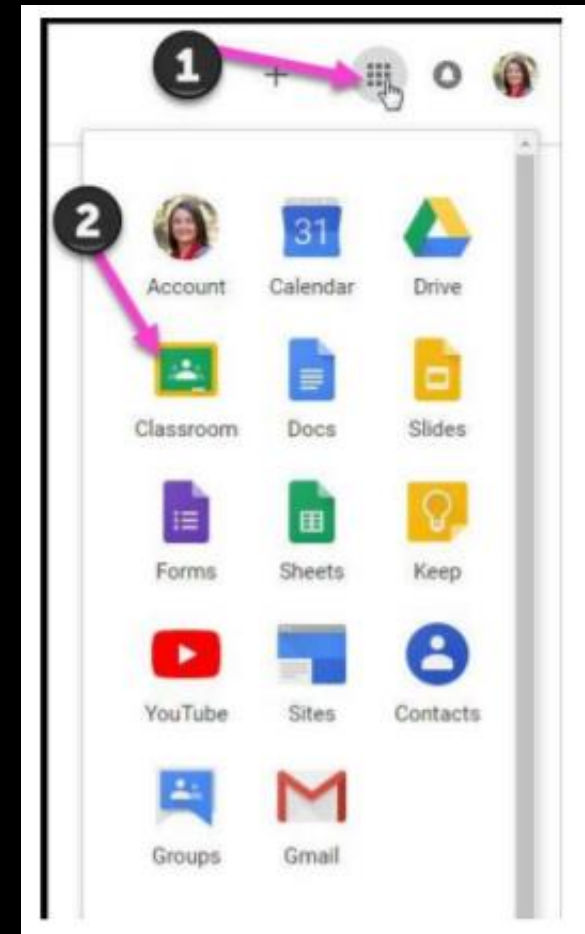 1
2
31
Account Calendar Drive
Classroom Docs Slides
Forms Sheets Keep
YouTube Sites Contacts
Groups Gmail